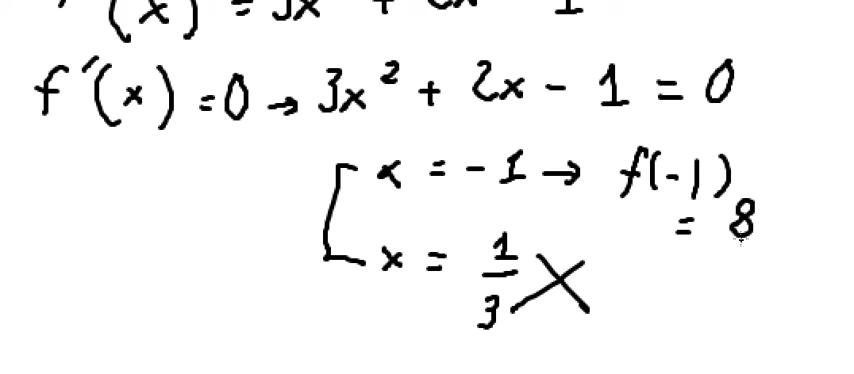 f'(x) = 0 → 3x² + 2x - 1 = 0
x = -1 → f(-1)
= 8
x = 1/3